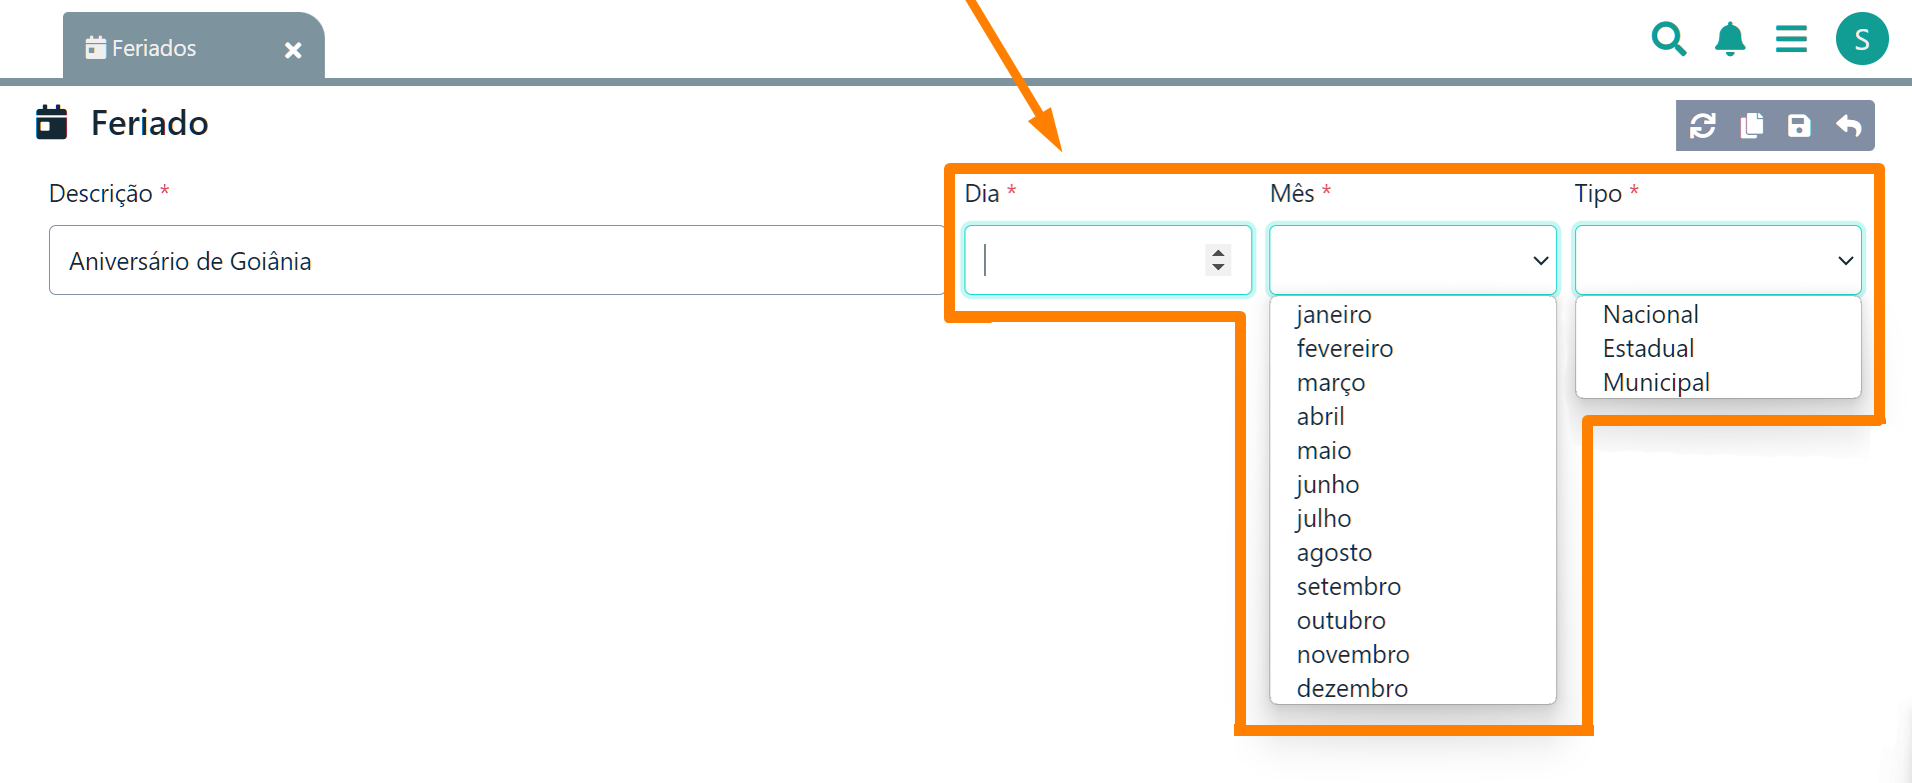 Feriados
S
Feriado
Descrição *
Dia *
Mês *
Tipo *
Aniversário de Goiânia
janeiro
fevereiro
março
abril
maio
junho
julho
agosto
setembro
outubro
novembro
dezembro
Nacional
Estadual
Municipal